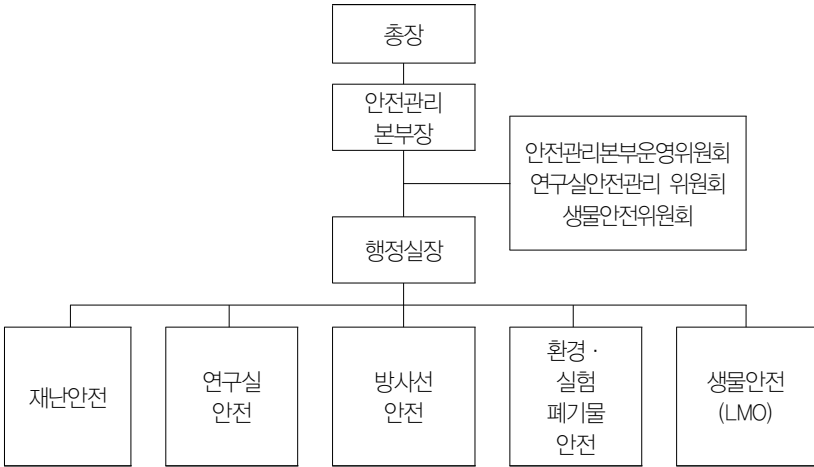 총장
안전관리
본부장
안전관리본부운영위원회
연구실안전관리 위원회
생물안전위원회
행정실장
재난안전
연구실
안전
방사선
안전
환경 ·
실험
폐기물
안전
생물안전
(LMO)